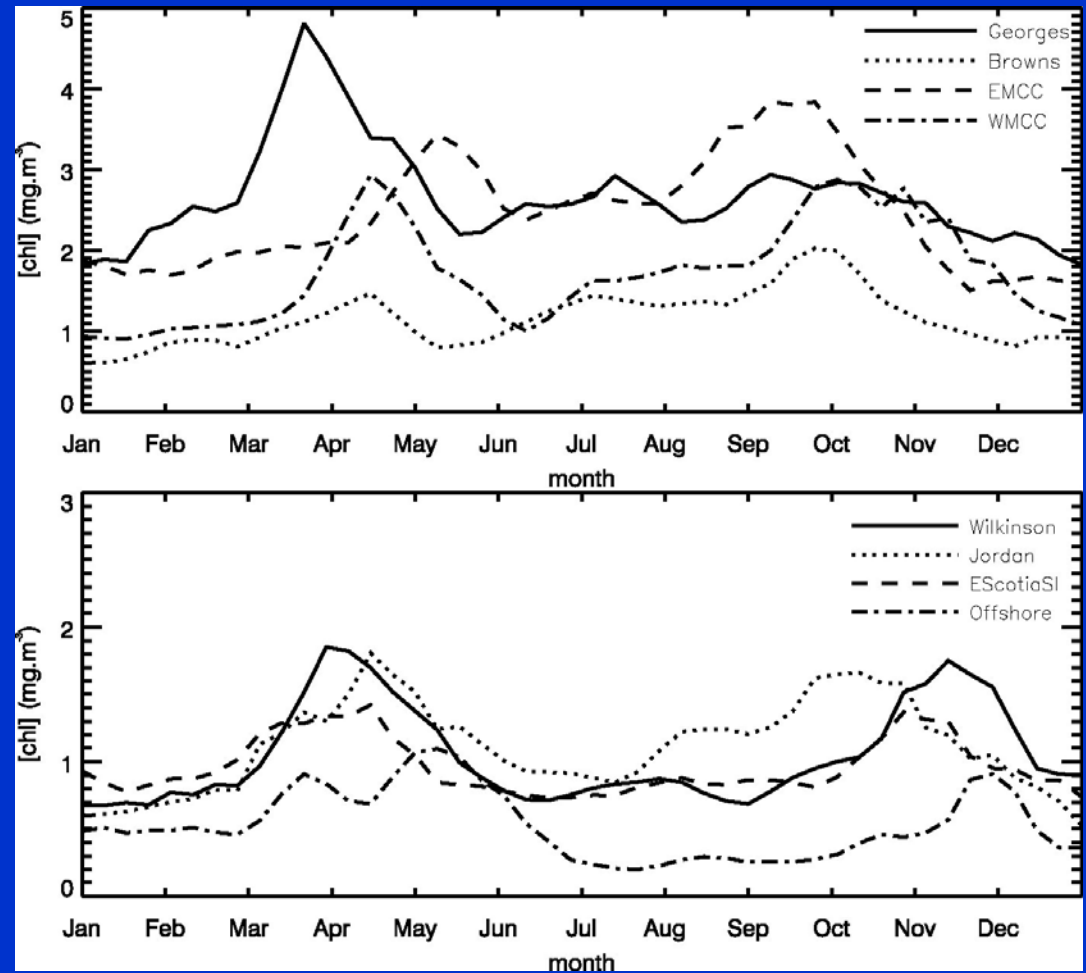 5
4
3
2
1
0
[chl] (mg.m⁻³)
Georges
Browns
EMCC
WMCC
Jan Feb Mar Apr May Jun Jul Aug Sep Oct Nov Dec
month
3
2
1
0
[chl] (mg.m⁻³)
Wilkinson
Jordan
EScotiaSl
Offshore
Jan Feb Mar Apr May Jun Jul Aug Sep Oct Nov Dec
month